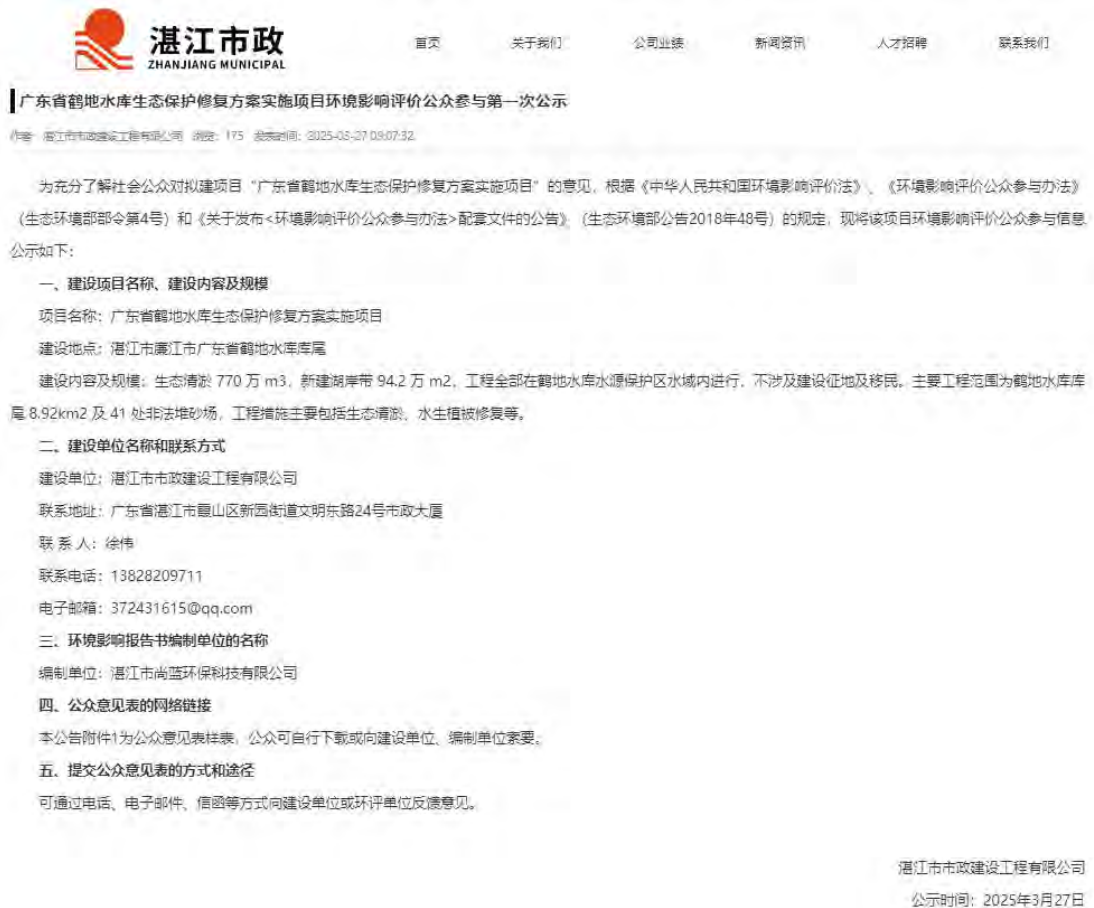 湛江市政
ZHANJIANG MUNICIPAL
首页 关于我们 公司业绩 新闻资讯 人才招聘 联系我们
广东省鹤地水库生态保护修复方案实施项目环境影响评价公众参与第一次公示
作者：湛江市市政建设工程有限公司 浏览：175 发表时间：2025-03-27 09:07:32
为充分了解社会公众对拟建项目“广东省鹤地水库生态保护修复方案实施项目”的意见，根据《中华人民共和国环境影响评价法》、《环境影响评价公众参与办法》
（生态环境部部令第4号）和《关于发布<环境影响评价公众参与办法>配套文件的公告》（生态环境部公告2018年48号）的规定，现将该项目环境影响评价公众参与信息
公示如下：
一、建设项目名称、建设内容及规模
项目名称：广东省鹤地水库生态保护修复方案实施项目
建设地点：湛江市廉江市广东省鹤地水库库尾
建设内容及规模：生态清淤 770 万 m3，新建湖岸带 94.2 万 m2，工程全部在鹤地水库水源保护区水域内进行，不涉及建设征地及移民。主要工程范围为鹤地水库库
尾 8.92km2 及 41 处非法堆砂场，工程措施主要包括生态清淤、水生植被修复等。
二、建设单位名称和联系方式
建设单位：湛江市市政建设工程有限公司
联系地址：广东省湛江市霞山区新园街道文明东路24号市政大厦
联 系 人：徐伟
联系电话：13828209711
电子邮箱：372431615@qq.com
三、环境影响报告书编制单位的名称
编制单位：湛江市尚蓝环保科技有限公司
四、公众意见表的网络链接
本公告附件1为公众意见表样表，公众可自行下载或向建设单位、编制单位索要。
五、提交公众意见表的方式和途径
可通过电话、电子邮件、信函等方式向建设单位或环评单位反馈意见。
湛江市市政建设工程有限公司
公示时间：2025年3月27日